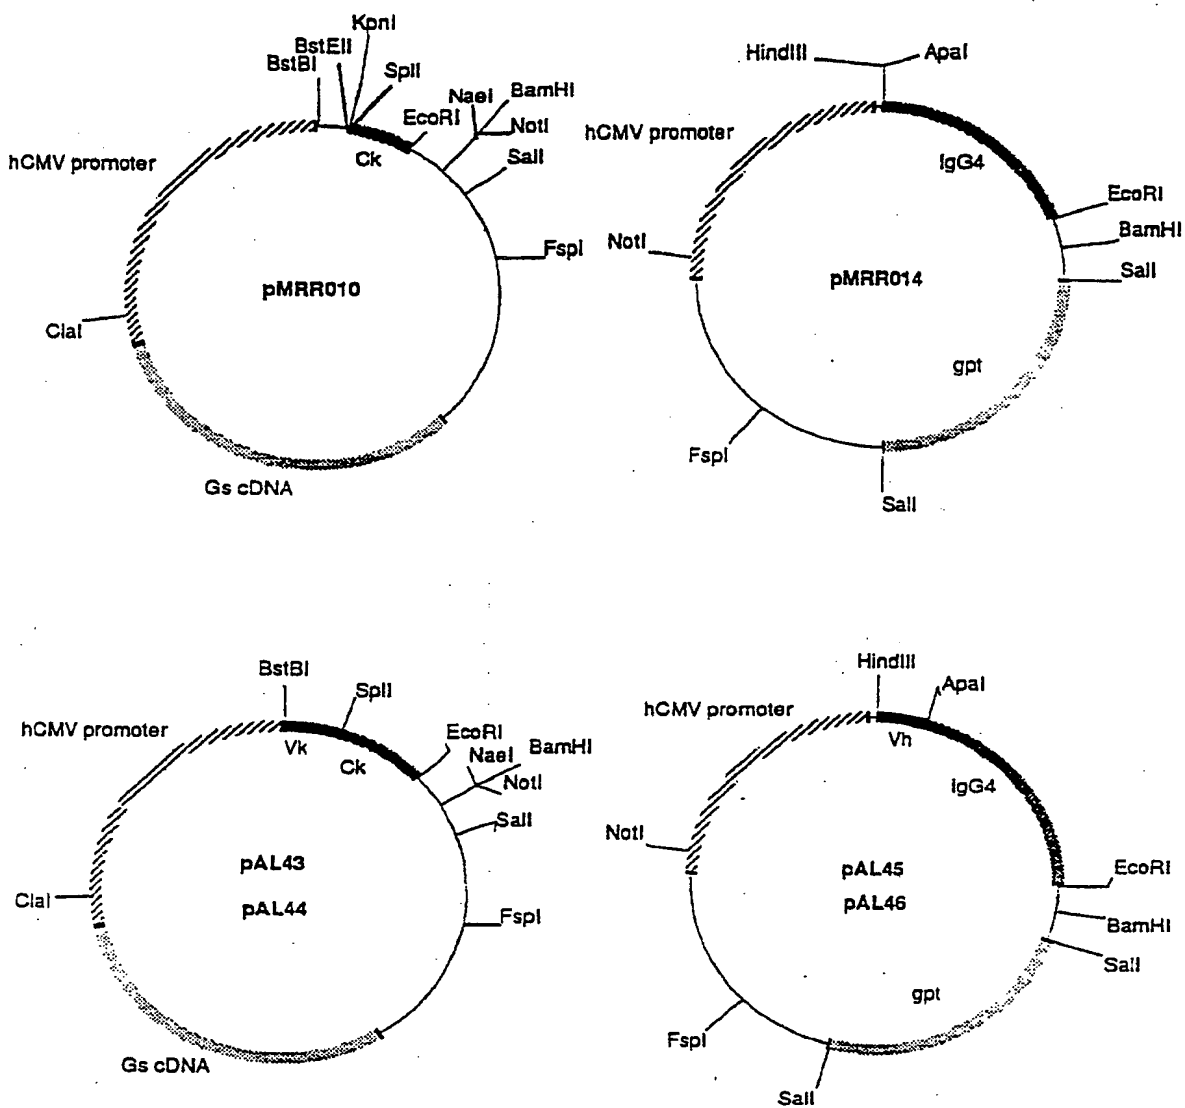 KpnI
BstEII
BstBI
SplI
NaeI
BamHI
EcoRI
NotI
SalI
hCMV promoter
Ck
FspI
pMRR010
ClaI
Gs cDNA
HindIII
ApaI
hCMV promoter
IgG4
EcoRI
BamHI
NotI
SalI
pMRR014
gpt
FspI
SalI
BstBI
SplI
hCMV promoter
Vk
Ck
EcoRI
NaeI
BamHI
NotI
SalI
pAL43
pAL44
ClaI
FspI
Gs cDNA
HindIII
ApaI
hCMV promoter
Vh
IgG4
NotI
pAL45
pAL46
EcoRI
BamHI
SalI
gpt
FspI
SalI